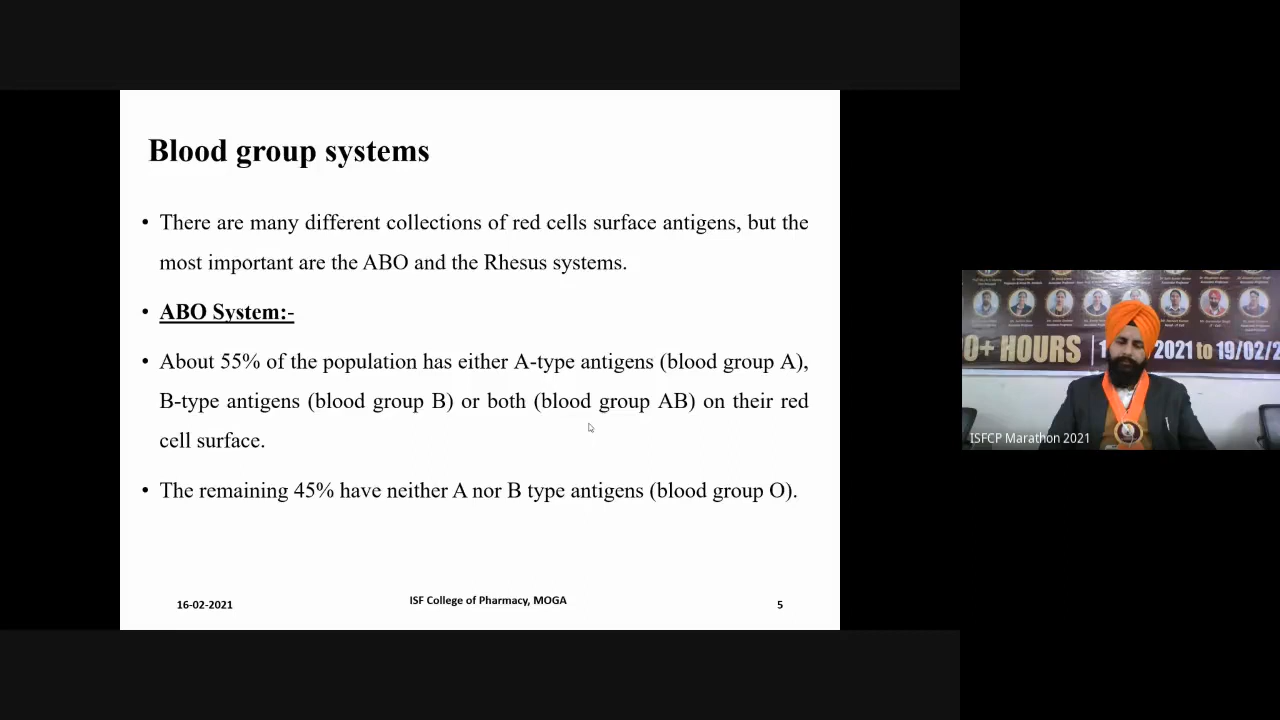 Blood group systems
• There are many different collections of red cells surface antigens, but the
most important are the ABO and the Rhesus systems.
• ABO System:-
• About 55% of the population has either A-type antigens (blood group A),
B-type antigens (blood group B) or both (blood group AB) on their red
cell surface.
• The remaining 45% have neither A nor B type antigens (blood group O).
16-02-2021
ISF College of Pharmacy, MOGA
5
0+ HOURS
2021 to 19/02/2
ISFCP Marathon 2021